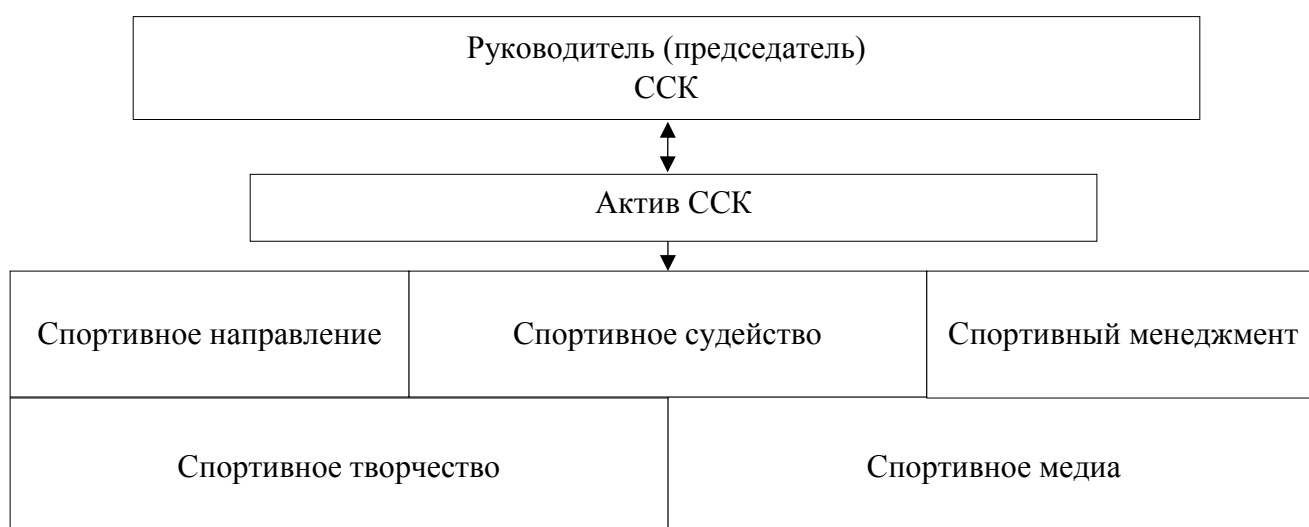 Руководитель (председатель)
ССК
Актив ССК
Спортивное направление
Спортивное судейство
Спортивный менеджмент
Спортивное творчество
Спортивное медиа